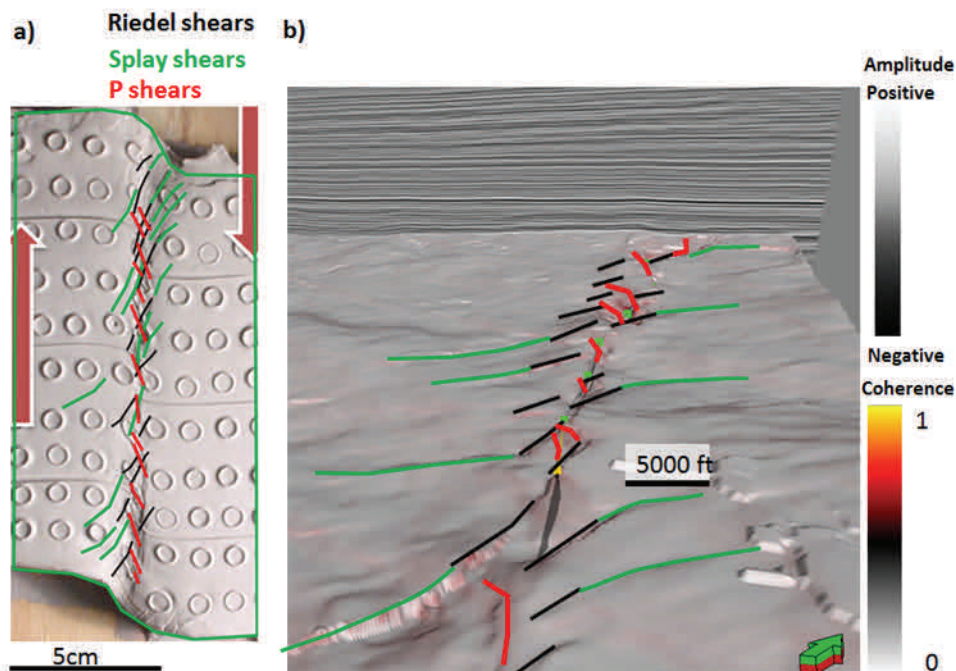 a)
Riedel shears
Splay shears
P shears
5cm
b)
5000 ft
Amplitude
Positive
Negative
Coherence
1
0